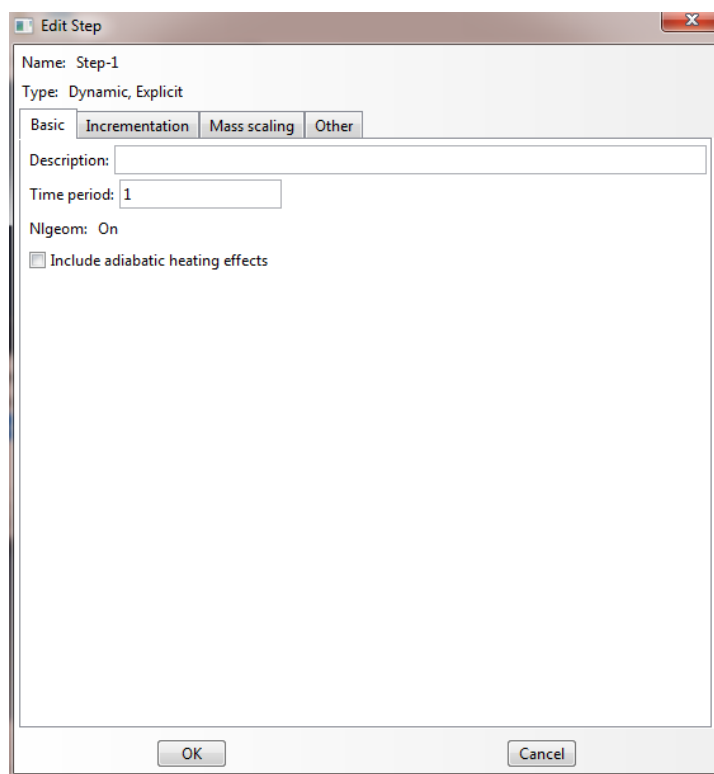 Edit Step
Name: Step-1
Type: Dynamic, Explicit
Basic Incrementation Mass scaling Other
Description:
Time period: 1
Nlgeom: On
Include adiabatic heating effects
OK Cancel